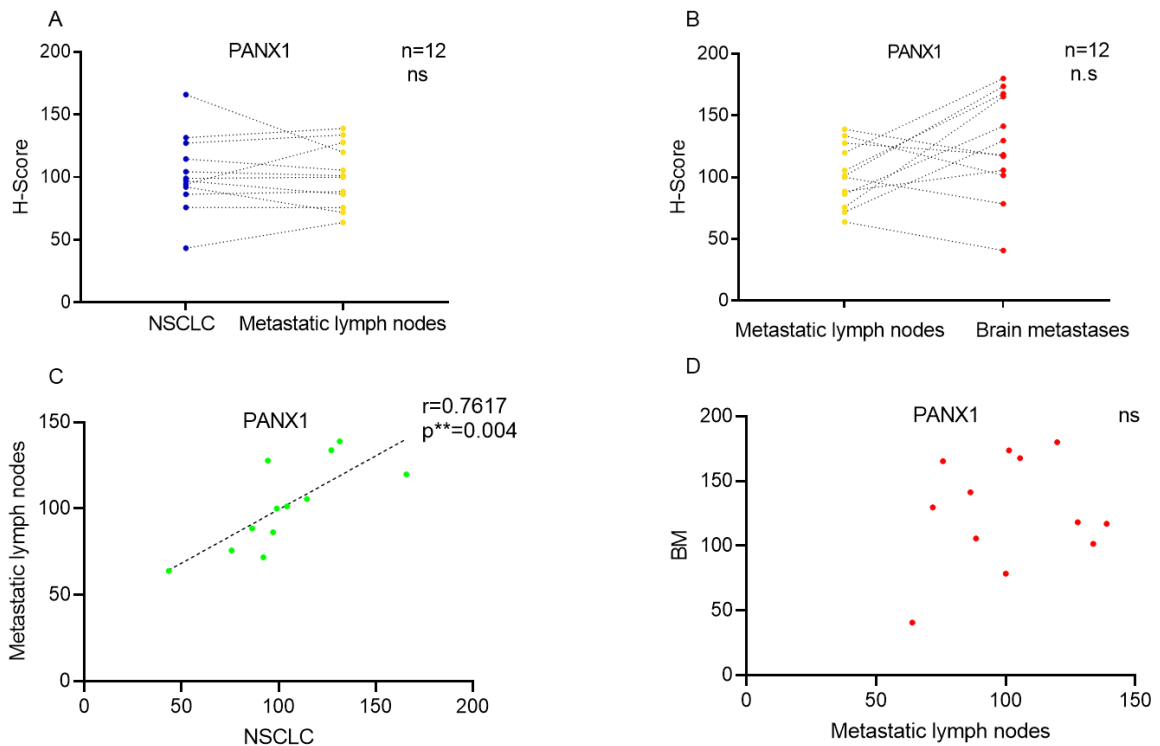 A
PANX1
n=12
ns
H-Score
200
150
100
50
0
NSCLC
Metastatic lymph nodes
B
PANX1
n=12
n.s
H-Score
200
150
100
50
0
Metastatic lymph nodes
Brain metastases
C
PANX1
r=0.7617
p**=0.004
Metastatic lymph nodes
150
100
50
0
0
50
100
150
200
NSCLC
D
PANX1
ns
BM
200
150
100
50
0
0
50
100
150
Metastatic lymph nodes